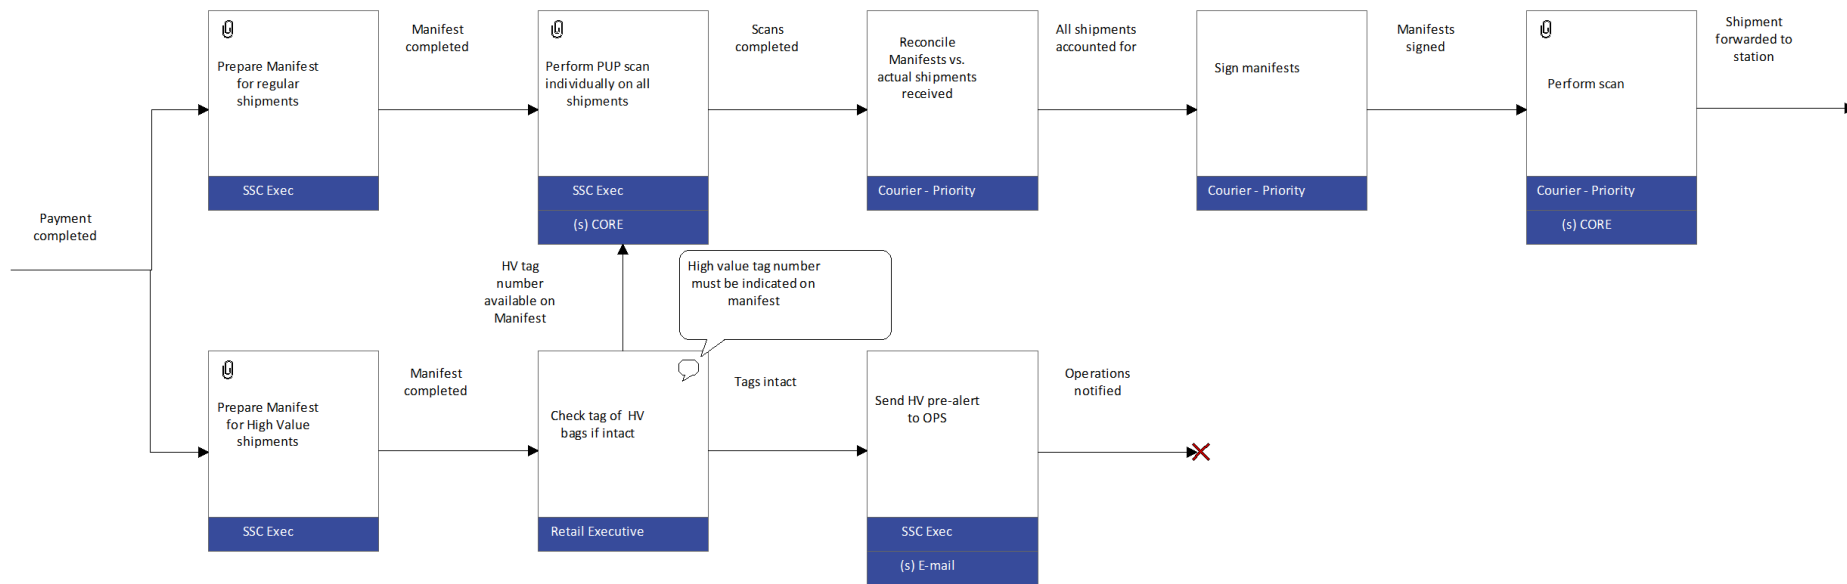 Payment
completed
Prepare Manifest
for regular
shipments
SSC Exec
Manifest
completed
Perform PUP scan
individually on all
shipments
SSC Exec
(s) CORE
Scans
completed
Reconcile
Manifests vs.
actual shipments
received
Courier - Priority
All shipments
accounted for
Sign manifests
Courier - Priority
Manifests
signed
Perform scan
Courier - Priority
(s) CORE
Shipment
forwarded to
station
HV tag
number
available on
Manifest
High value tag number
must be indicated on
manifest
Prepare Manifest
for High Value
shipments
SSC Exec
Manifest
completed
Check tag of HV
bags if intact
Retail Executive
Tags intact
Send HV pre-alert
to OPS
SSC Exec
(s) E-mail
Operations
notified